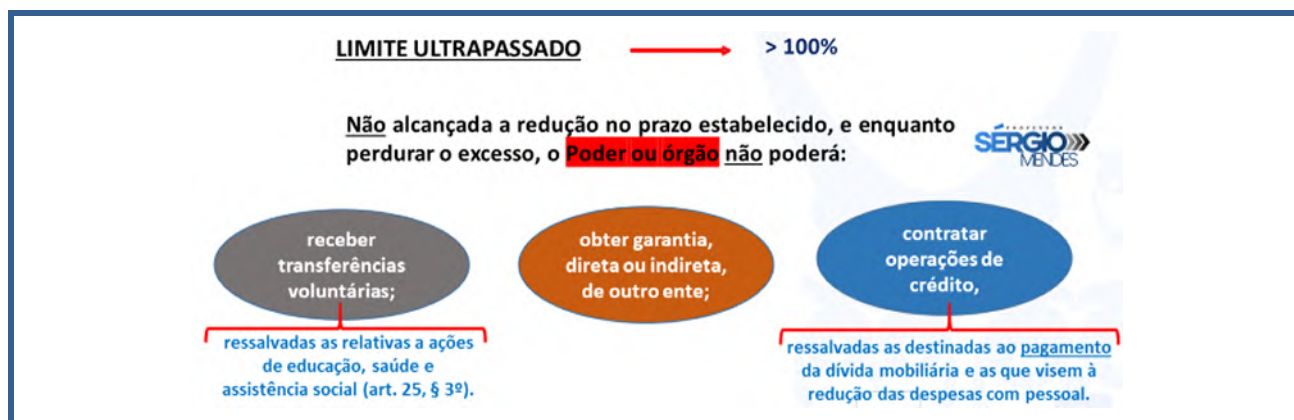 LIMITE ULTRAPASSADO > 100%
Não alcançada a redução no prazo estabelecido, e enquanto
perdurar o excesso, o Poder ou órgão não poderá:
PROFESSOR
SÉRGIO
MENDES
receber
transferências
voluntárias;
obter garantia,
direta ou indireta,
de outro ente;
contratar
operações de
crédito,
ressalvadas as relativas a ações
de educação, saúde e
assistência social (art. 25, § 3º).
ressalvadas as destinadas ao pagamento
da dívida mobiliária e as que visem à
redução das despesas com pessoal.